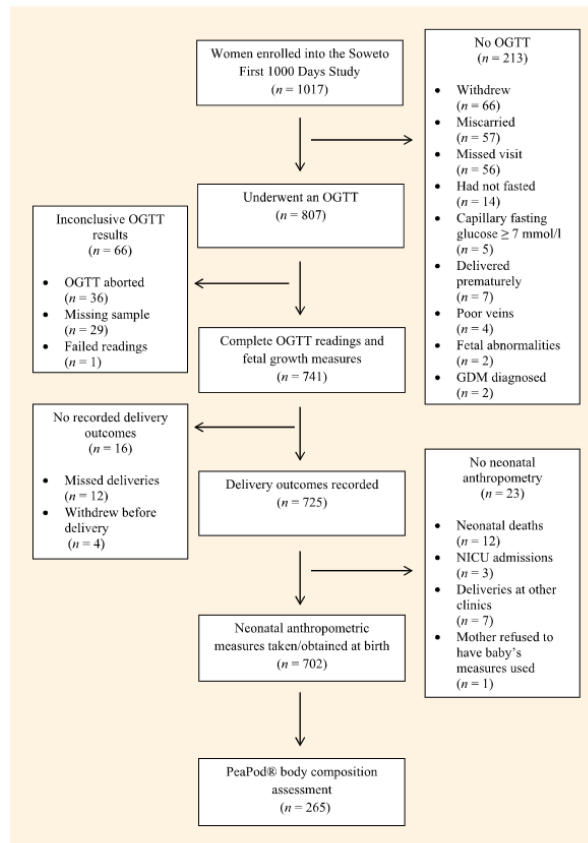 Women enrolled into the Soweto
First 1000 Days Study
(n = 1017)
No OGTT
(n = 213)
• Withdrew
(n = 66)
• Miscarried
(n = 57)
• Missed visit
(n = 56)
• Had not fasted
(n = 14)
• Capillary fasting
glucose ≥ 7 mmol/l
(n = 5)
• Delivered
prematurely
(n = 7)
• Poor veins
(n = 4)
• Fetal abnormalities
(n = 2)
• GDM diagnosed
(n = 2)
Underwent an OGTT
(n = 807)
Inconclusive OGTT
results
(n = 66)
• OGTT aborted
(n = 36)
• Missing sample
(n = 29)
• Failed readings
(n = 1)
Complete OGTT readings and
fetal growth measures
(n = 741)
No recorded delivery
outcomes
(n = 16)
• Missed deliveries
(n = 12)
• Withdrew before
delivery
(n = 4)
Delivery outcomes recorded
(n = 725)
No neonatal
anthropometry
(n = 23)
• Neonatal deaths
(n = 12)
• NICU admissions
(n = 3)
• Deliveries at other
clinics
(n = 7)
• Mother refused to
have baby's
measures used
(n = 1)
Neonatal anthropometric
measures taken/obtained at birth
(n = 702)
PeaPod® body composition
assessment
(n = 265)